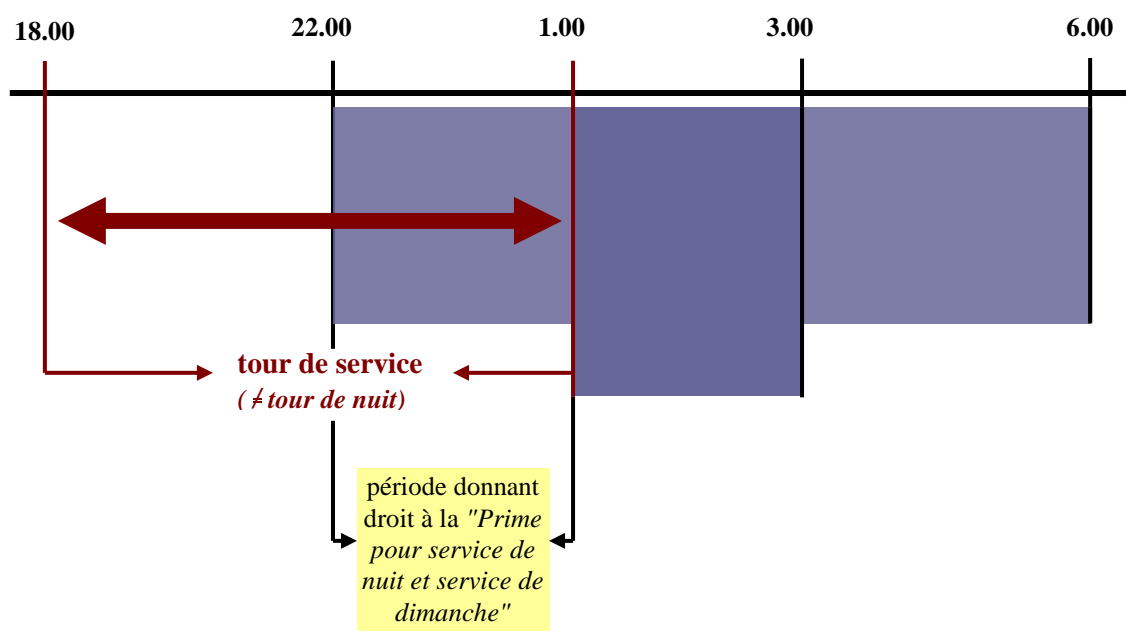 18.00 22.00 1.00 3.00 6.00
tour de service
( ≠ tour de nuit)
période donnant
droit à la "Prime
pour service de
nuit et service de
dimanche"